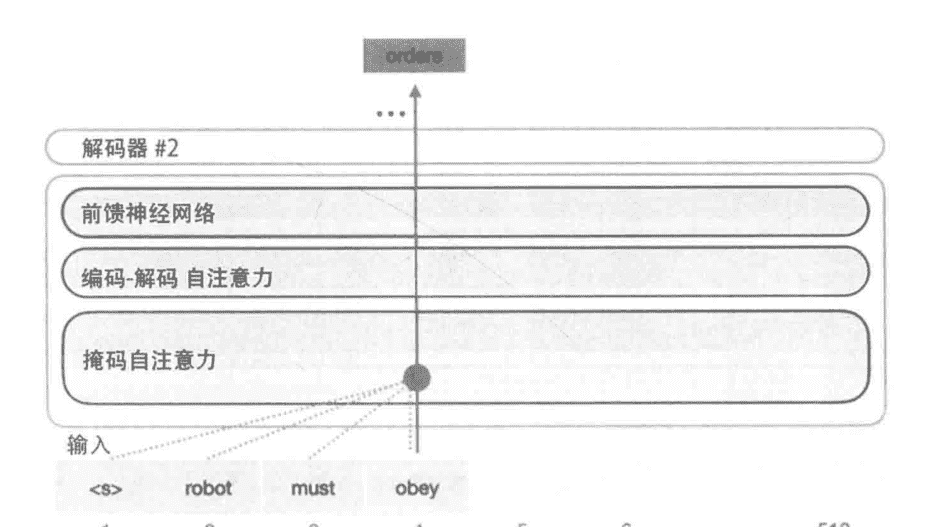 orders
...
解码器 #2
前馈神经网络
编码-解码 自注意力
掩码自注意力
输入
<s> robot must obey